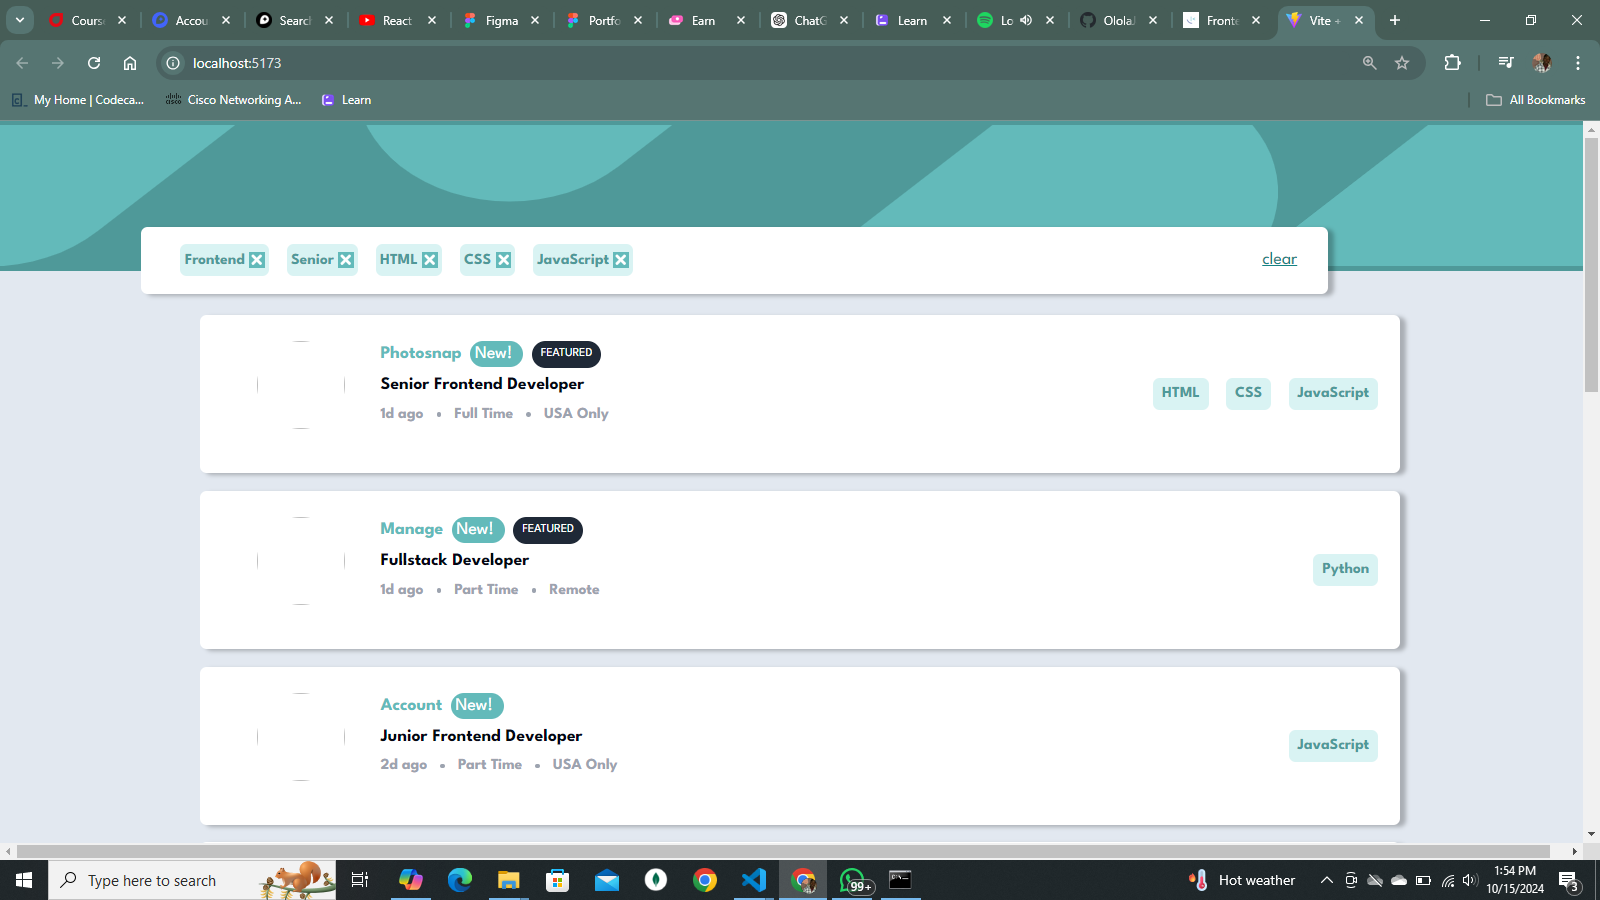 Cours Accou Search React Figma Portfo Earn ChatG Learn Lo OlolaJ Fronte Vite +
localhost:5173
My Home | Codeca... Cisco Networking A... Learn All Bookmarks
Frontend Senior HTML CSS JavaScript clear
Photosnap New! FEATURED
Senior Frontend Developer
1d ago • Full Time • USA Only
HTML CSS JavaScript
Manage New! FEATURED
Fullstack Developer
1d ago • Part Time • Remote
Python
Account New!
Junior Frontend Developer
2d ago • Part Time • USA Only
JavaScript
Type here to search
99+
Hot weather
1:54 PM
10/15/2024
3